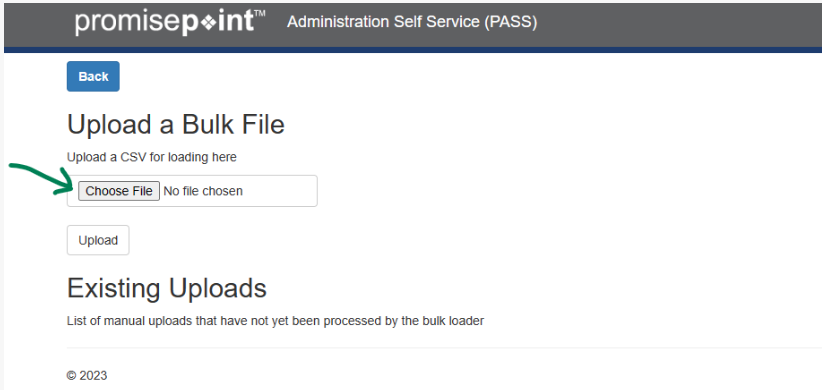 promisepoint™ Administration Self Service (PASS)
Back
Upload a Bulk File
Upload a CSV for loading here
Choose File No file chosen
Upload
Existing Uploads
List of manual uploads that have not yet been processed by the bulk loader
© 2023